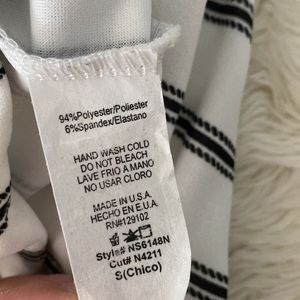 94%Polyester/Poliester
6%Spandex/Elastano
HAND WASH COLD
DO NOT BLEACH
LAVE FRIO A MANO
NO USAR CLORO
MADE IN U.S.A.
HECHO EN E.U.A.
RN#129102
Style# NS6148N
Cut# N4211
S(Chico)